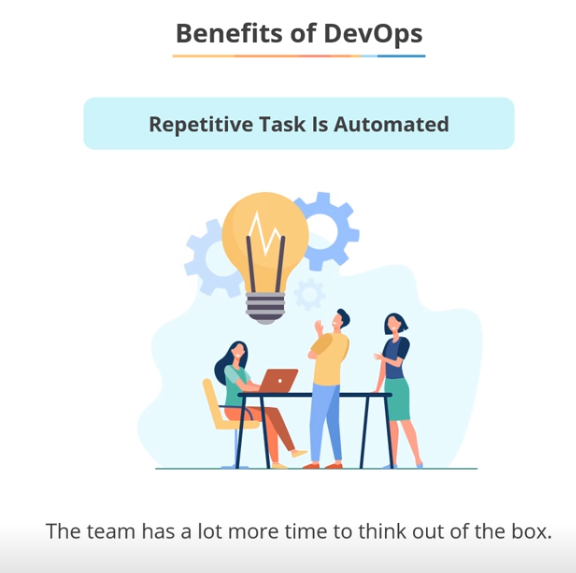 Benefits of DevOps
Repetitive Task Is Automated
The team has a lot more time to think out of the box.